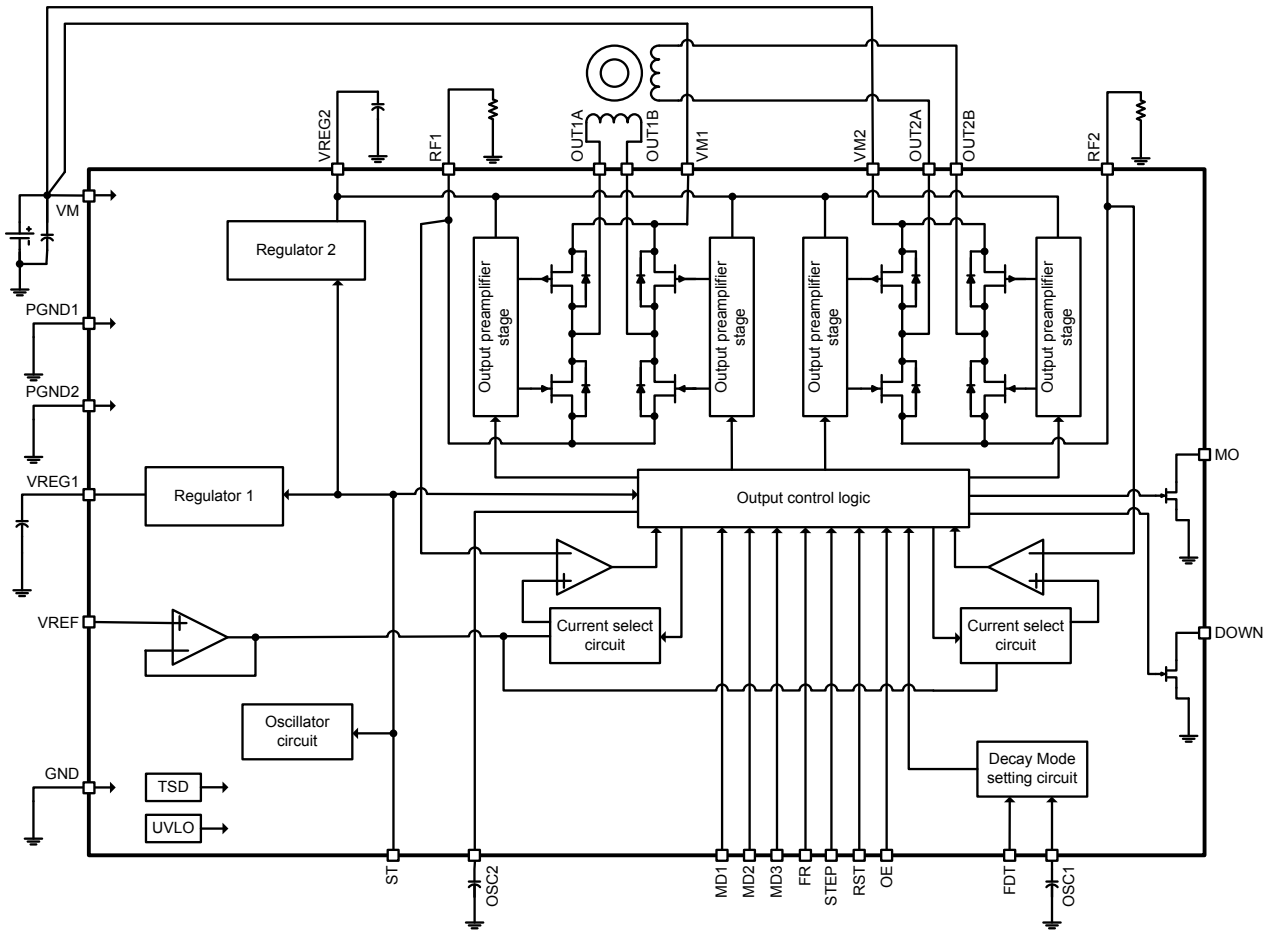 VREG2
RF1
OUT1A
OUT1B
VM1
VM2
OUT2A
OUT2B
RF2
VM
+
-
Regulator 2
Output preamplifier
stage
Output preamplifier
stage
Output preamplifier
stage
Output preamplifier
stage
PGND1
PGND2
VREG1
Regulator 1
Output control logic
MO
VREF
+
−
−
+
−
+
Current select
circuit
Current select
circuit
DOWN
Oscillator
circuit
Decay Mode
setting circuit
GND
TSD
UVLO
ST
OSC2
MD1
MD2
MD3
FR
STEP
RST
OE
FDT
OSC1